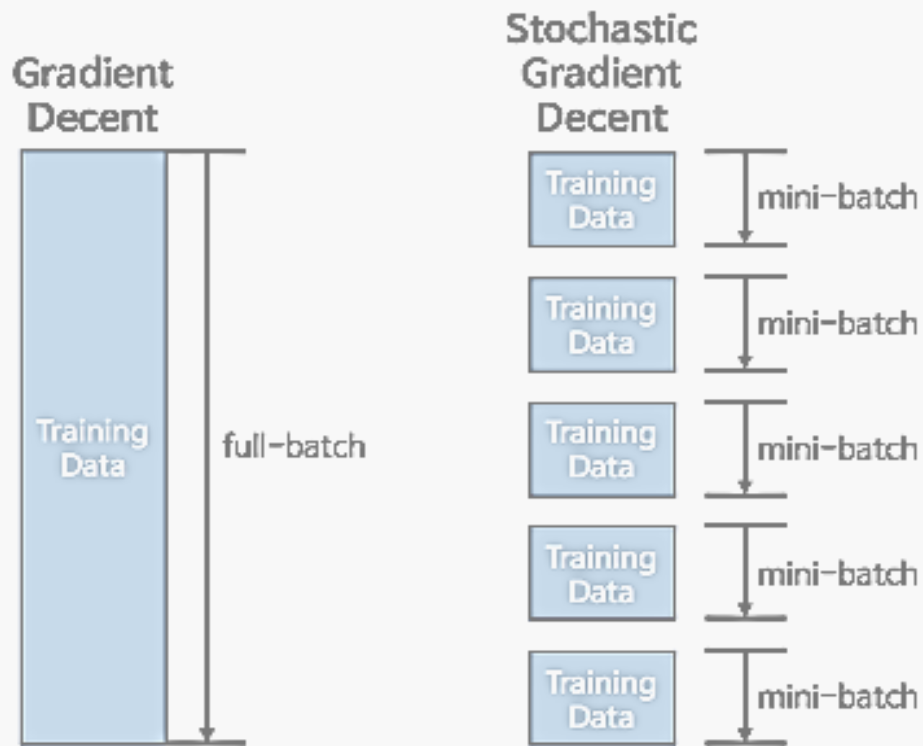 Gradient
Decent
Training
Data
full-batch
Stochastic
Gradient
Decent
Training
Data
mini-batch
Training
Data
mini-batch
Training
Data
mini-batch
Training
Data
mini-batch
Training
Data
mini-batch